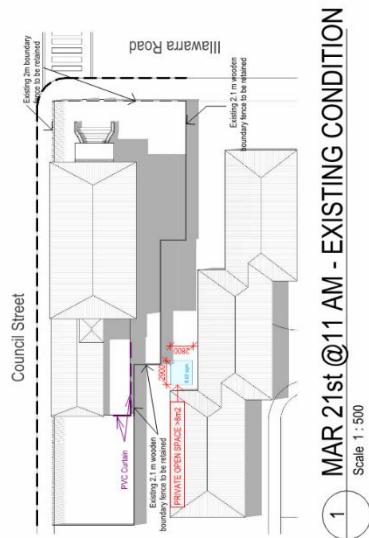 Council Street
Illawarra Road
Existing 2m boundary
fence to be retained
Existing 2.1 m wooden
boundary fence to be retained
PVC Curtain
2900
2800
PRIVATE OPEN SPACE >8m2
Existing 2.1 m wooden
boundary fence to be retained
1
MAR 21st @11 AM - EXISTING CONDITION
Scale 1 : 500